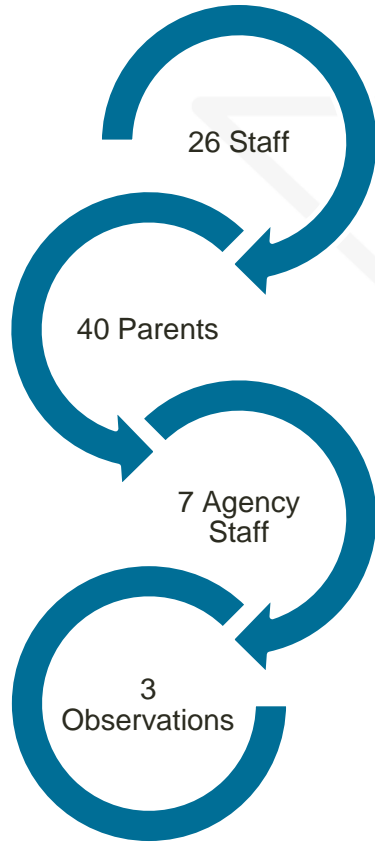 26 Staff
40 Parents
7 Agency
Staff
3
Observations